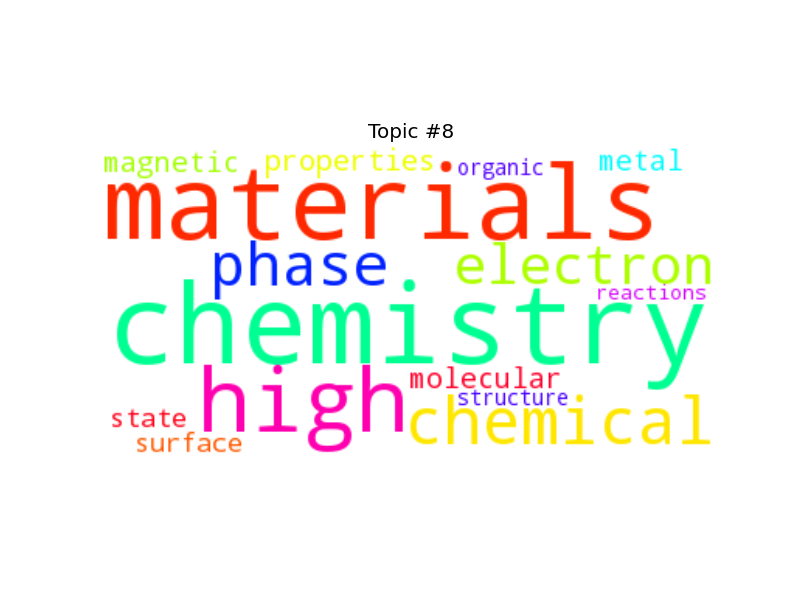 Topic #8
magnetic properties organic metal
materials
phase electron
reactions
chemistry
high molecular
structure
state chemical
surface